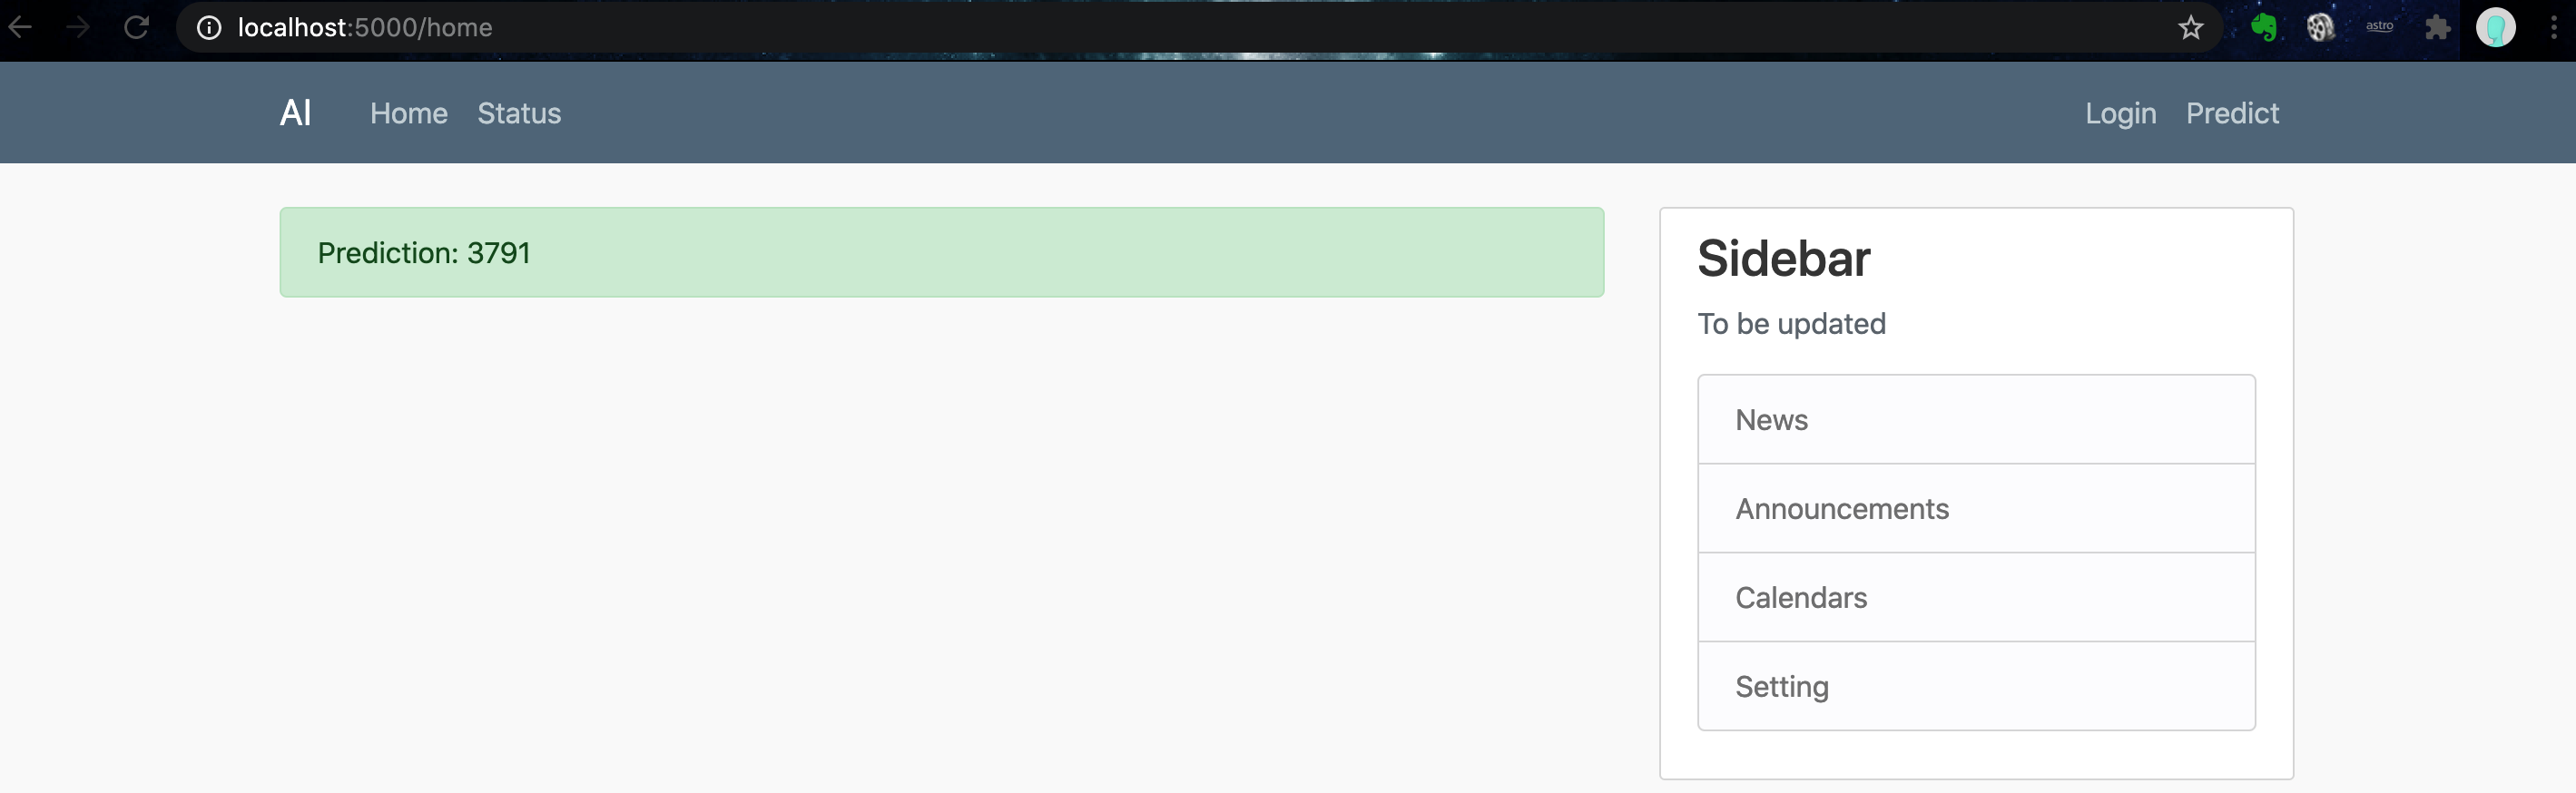 localhost:5000/home
astro
AI Home Status Login Predict
Prediction: 3791
Sidebar
To be updated
News
Announcements
Calendars
Setting